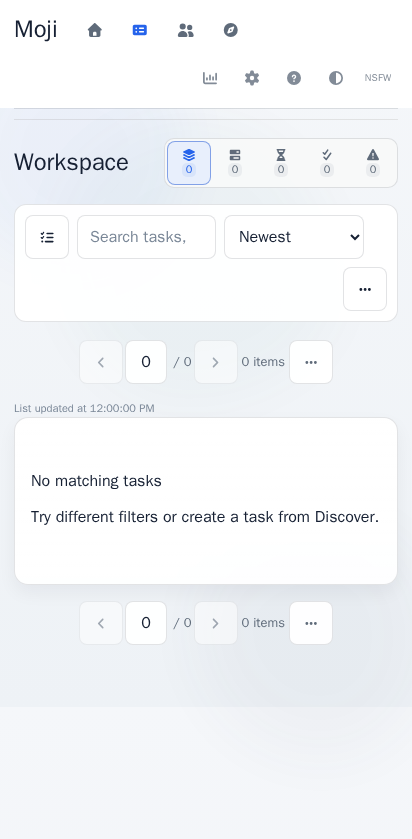 Moji
NSFW
Workspace
0 0 0 0 0
Search tasks,
Newest
0 / 0 0 items
List updated at 12:00:00 PM
No matching tasks
Try different filters or create a task from Discover.
0 / 0 0 items